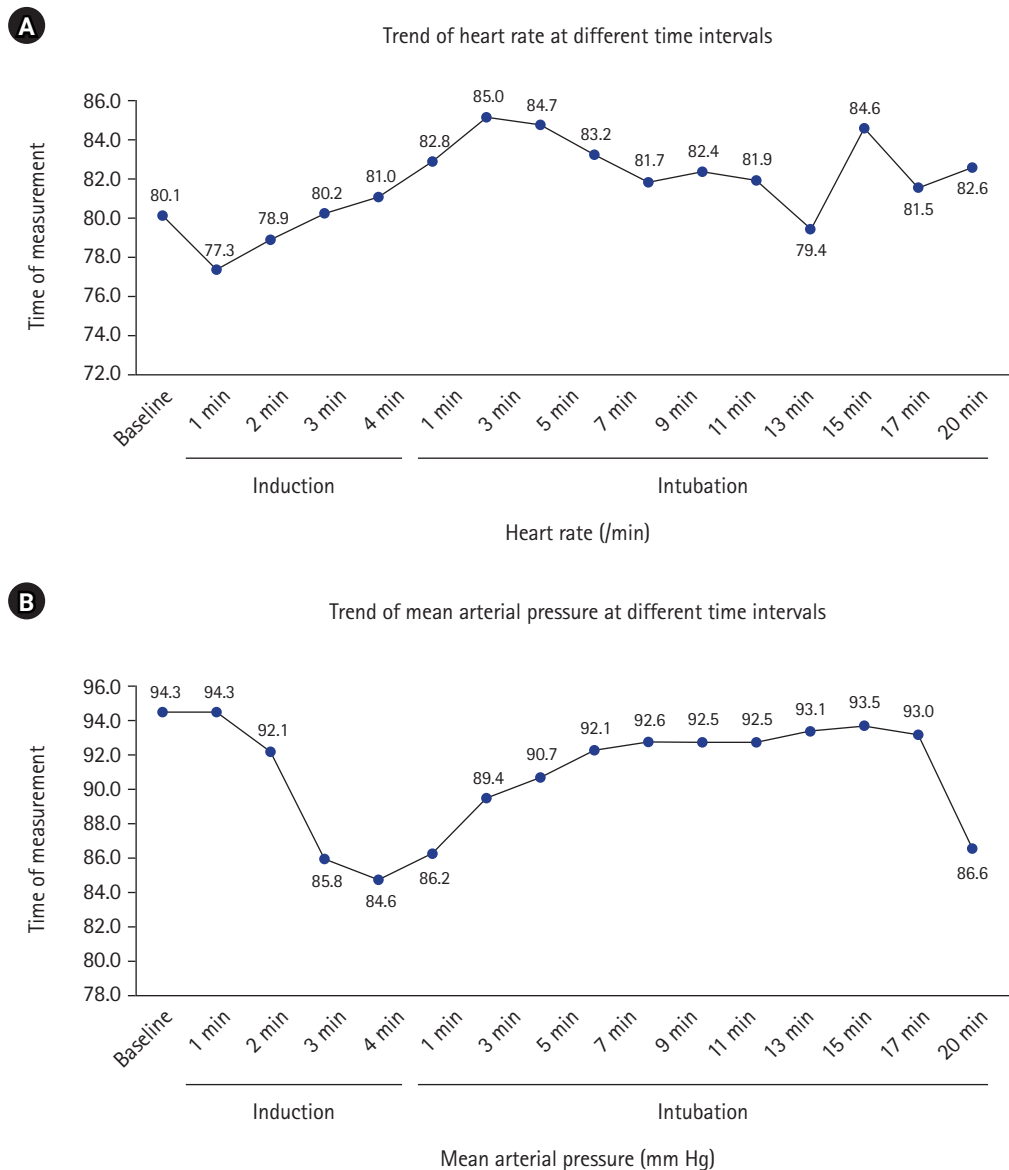 A
Trend of heart rate at different time intervals
Time of measurement
86.0
84.0
82.0
80.0
78.0
76.0
74.0
72.0
80.1
77.3
78.9
80.2
81.0
82.8
85.0
84.7
83.2
81.7
82.4
81.9
79.4
84.6
81.5
82.6
Baseline
1 min
2 min
3 min
4 min
1 min
3 min
5 min
7 min
9 min
11 min
13 min
15 min
17 min
20 min
Induction
Intubation
Heart rate (/min)
B
Trend of mean arterial pressure at different time intervals
Time of measurement
96.0
94.0
92.0
90.0
88.0
86.0
84.0
82.0
80.0
78.0
94.3
94.3
92.1
85.8
84.6
86.2
89.4
90.7
92.1
92.6
92.5
92.5
93.1
93.5
93.0
86.6
Baseline
1 min
2 min
3 min
4 min
1 min
3 min
5 min
7 min
9 min
11 min
13 min
15 min
17 min
20 min
Induction
Intubation
Mean arterial pressure (mm Hg)